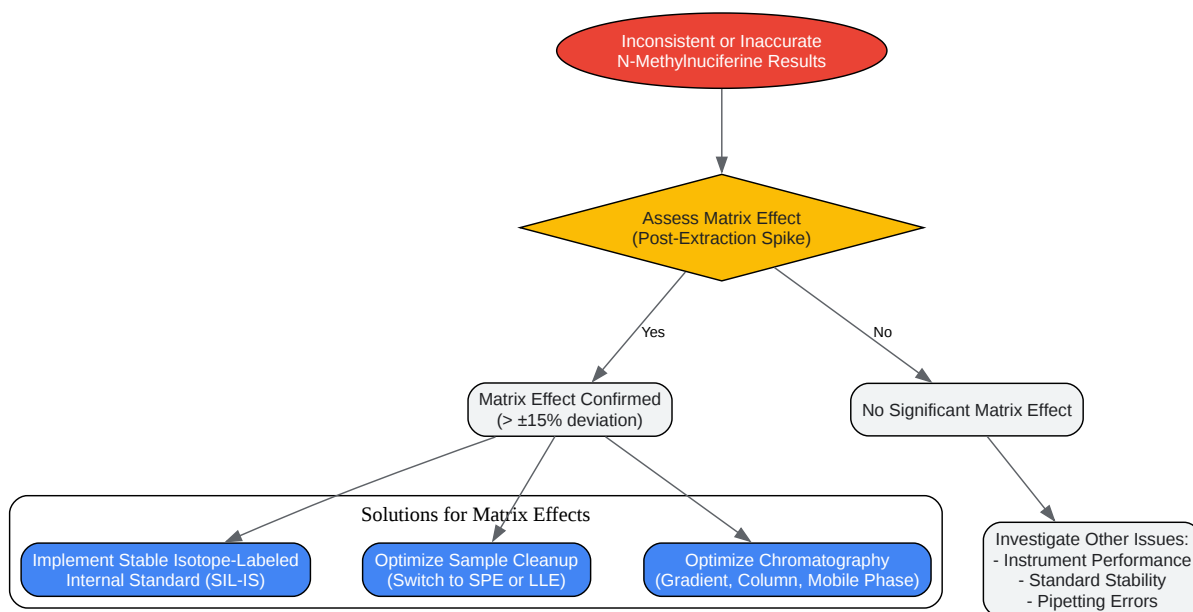 Inconsistent or Inaccurate
N-Methylnuciferine Results
Assess Matrix Effect
(Post-Extraction Spike)
Yes
No
Matrix Effect Confirmed
(> ±15% deviation)
No Significant Matrix Effect
Solutions for Matrix Effects
Implement Stable Isotope-Labeled
Internal Standard (SIL-IS)
Optimize Sample Cleanup
(Switch to SPE or LLE)
Optimize Chromatography
(Gradient, Column, Mobile Phase)
Investigate Other Issues:
- Instrument Performance
- Standard Stability
- Pipetting Errors